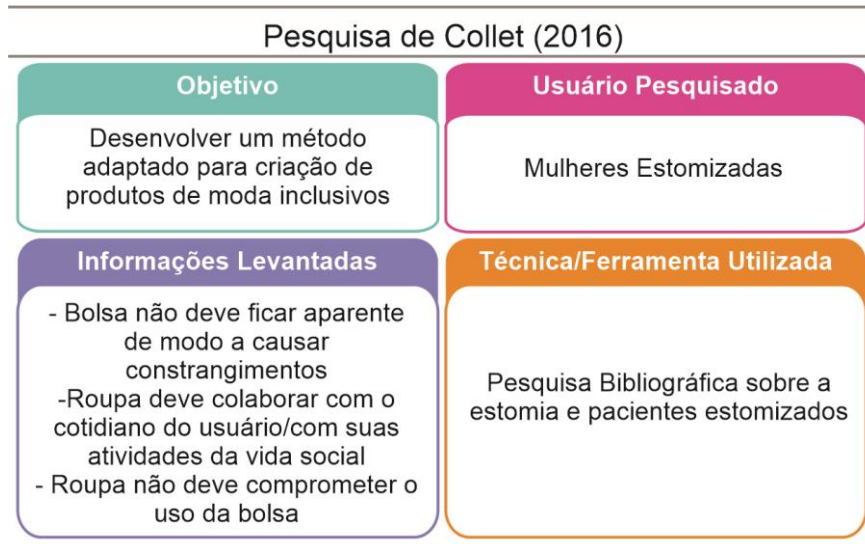 Pesquisa de Collet (2016)
Objetivo
Desenvolver um método
adaptado para criação de
produtos de moda inclusivos
Usuário Pesquisado
Mulheres Estomizadas
Informações Levantadas
- Bolsa não deve ficar aparente
de modo a causar
constrangimentos
-Roupa deve colaborar com o
cotidiano do usuário/com suas
atividades da vida social
- Roupa não deve comprometer o
uso da bolsa
Técnica/Ferramenta Utilizada
Pesquisa Bibliográfica sobre a
estomia e pacientes estomizados